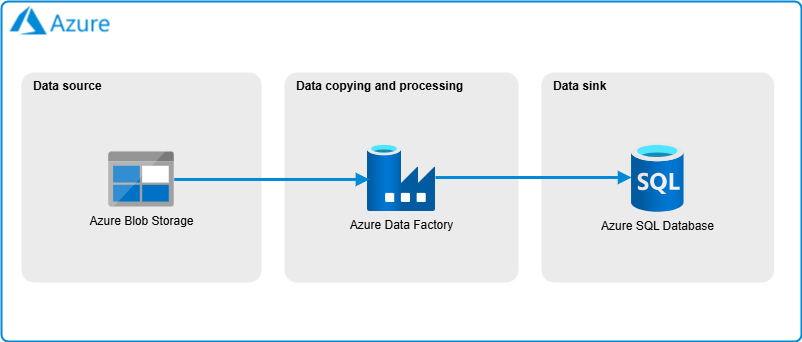 Azure
Data source
Data copying and processing
Data sink
SQL
Azure Blob Storage
Azure Data Factory
Azure SQL Database